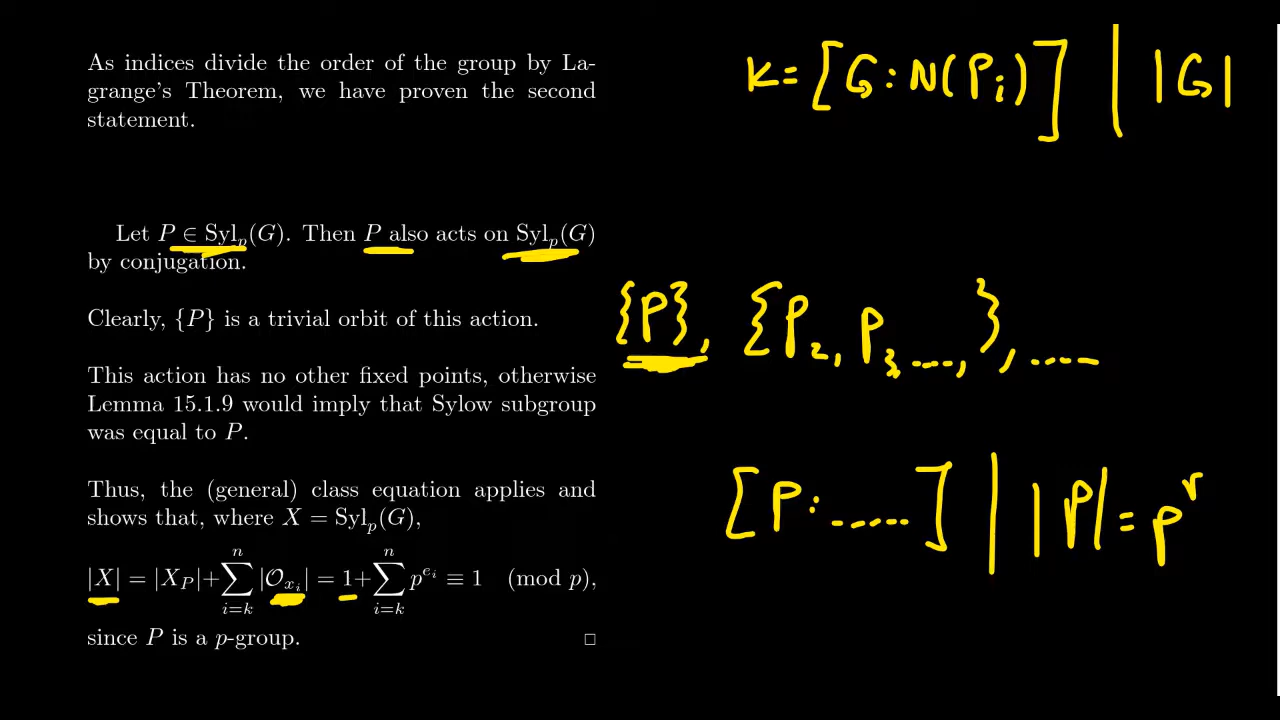 As indices divide the order of the group by La-
grange's Theorem, we have proven the second
statement.
k = [G : N(P_i)] | |G|
Let P ∈ Syl_p(G). Then P also acts on Syl_p(G)
by conjugation.
Clearly, {P} is a trivial orbit of this action.
{P}, {P_2, P_3 ...., }, ....
This action has no other fixed points, otherwise
Lemma 15.1.9 would imply that Sylow subgroup
was equal to P.
Thus, the (general) class equation applies and
shows that, where X = Syl_p(G),
[P : .....] | |P| = p^r
|X| = |X_P| + ∑_{i=k}^{n} |𝒪_{x_i}| = 1 + ∑_{i=k}^{n} p^{e_i} ≡ 1 (mod p),
since P is a p-group. □